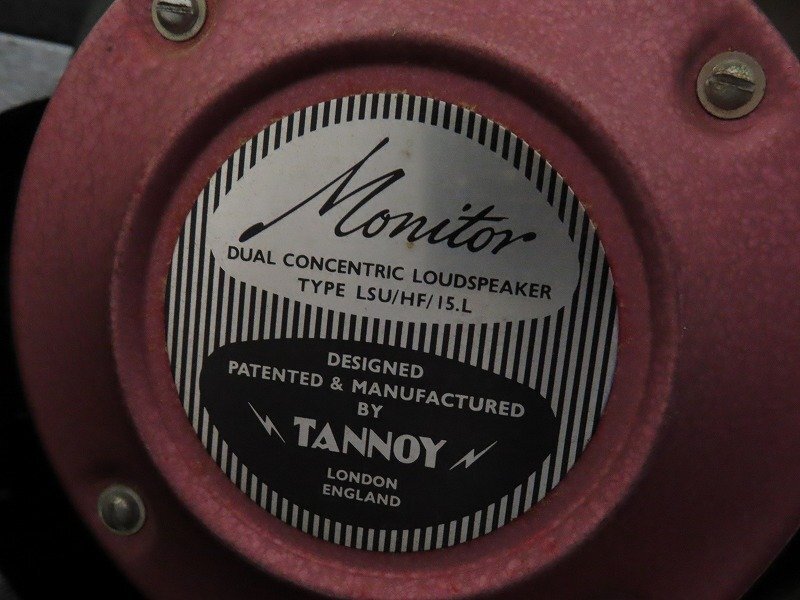 Monitor
DUAL CONCENTRIC LOUDSPEAKER
TYPE LSU/HF/15.L
DESIGNED
PATENTED & MANUFACTURED
BY
TANNOY
LONDON
ENGLAND